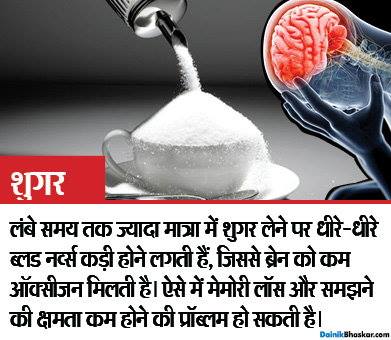 शुगर
लंबे समय तक ज्यादा मात्रा में शुगर लेने पर धीरे-धीरे
ब्लड नर्व्स कड़ी होने लगती हैं, जिससे ब्रेन को कम
ऑक्सीजन मिलती है। ऐसे में मेमोरी लॉस और समझने
की क्षमता कम होने की प्रॉब्लम हो सकती है।
DainikBhaskar.com